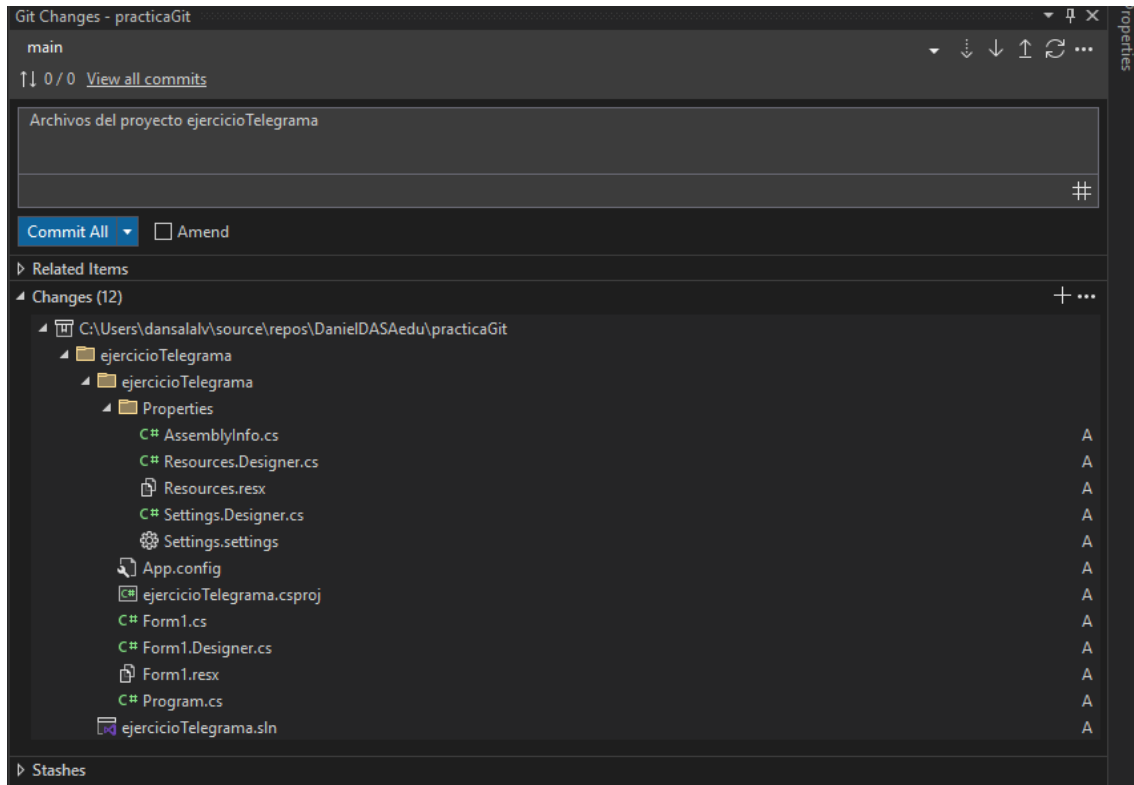 Git Changes - practicaGit
Properties
main
0 / 0 View all commits
Archivos del proyecto ejercicioTelegrama
#
Commit All Amend
Related Items
Changes (12)
C:\Users\dansalalv\source\repos\DanielDASAedu\practicaGit
ejercicioTelegrama
ejercicioTelegrama
Properties
C# AssemblyInfo.cs A
C# Resources.Designer.cs A
Resources.resx A
C# Settings.Designer.cs A
Settings.settings A
App.config A
C# ejercicioTelegrama.csproj A
C# Form1.cs A
C# Form1.Designer.cs A
Form1.resx A
C# Program.cs A
ejercicioTelegrama.sln A
Stashes